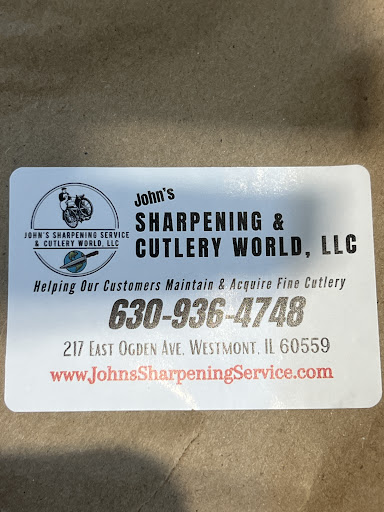 JOHN'S SHARPENING SERVICE
& CUTLERY WORLD, LLC
John's
SHARPENING &
CUTLERY WORLD, LLC
Helping Our Customers Maintain & Acquire Fine Cutlery
630-936-4748
217 EAST OGDEN AVE. WESTMONT, IL 60559
www.JohnsSharpeningService.com